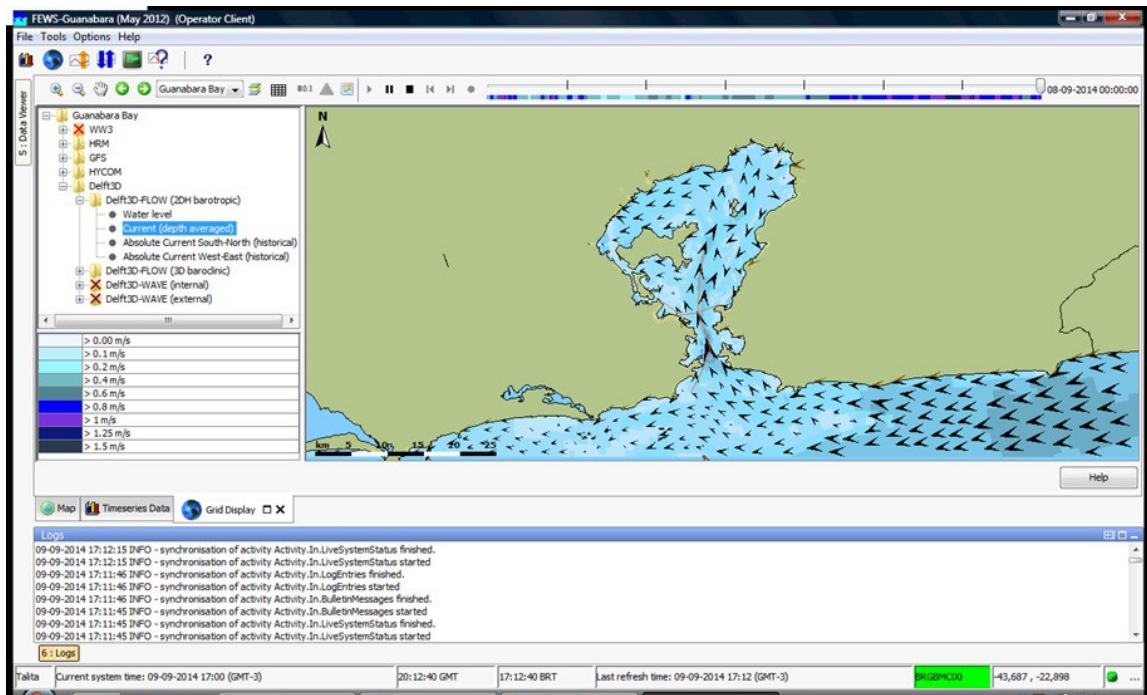 FEWS-Guanabara (May 2012) (Operator Client)
File Tools Options Help
?
Guanabara Bay
08-09-2014 00:00:00
5 : Data Viewer
Guanabara Bay
WW3
HRM
GFS
HYCOM
Delft3D
Delft3D-FLOW (2DH barotropic)
Water level
Current (depth averaged)
Absolute Current South-North (historical)
Absolute Current West-East (historical)
Delft3D-FLOW (3D baroclinic)
Delft3D-WAVE (internal)
Delft3D-WAVE (external)
> 0.00 m/s
> 0.1 m/s
> 0.2 m/s
> 0.4 m/s
> 0.6 m/s
> 0.8 m/s
> 1 m/s
> 1.25 m/s
> 1.5 m/s
N
km 5 10 15 20 25
Help
Map Timeseries Data Grid Display
Logs
09-09-2014 17:12:15 INFO - synchronisation of activity Activity.In.LiveSystemStatus finished.
09-09-2014 17:12:15 INFO - synchronisation of activity Activity.In.LiveSystemStatus started
09-09-2014 17:11:46 INFO - synchronisation of activity Activity.In.LogEntries finished.
09-09-2014 17:11:46 INFO - synchronisation of activity Activity.In.LogEntries started
09-09-2014 17:11:46 INFO - synchronisation of activity Activity.In.BulletinMessages finished.
09-09-2014 17:11:45 INFO - synchronisation of activity Activity.In.BulletinMessages started
09-09-2014 17:11:45 INFO - synchronisation of activity Activity.In.LiveSystemStatus finished.
09-09-2014 17:11:45 INFO - synchronisation of activity Activity.In.LiveSystemStatus started
6 : Logs
Talita Current system time: 09-09-2014 17:00 (GMT-3) 20:12:40 GMT 17:12:40 BRT Last refresh time: 09-09-2014 17:12 (GMT-3) BRGBMC00 -43,687 , -22,898 ...